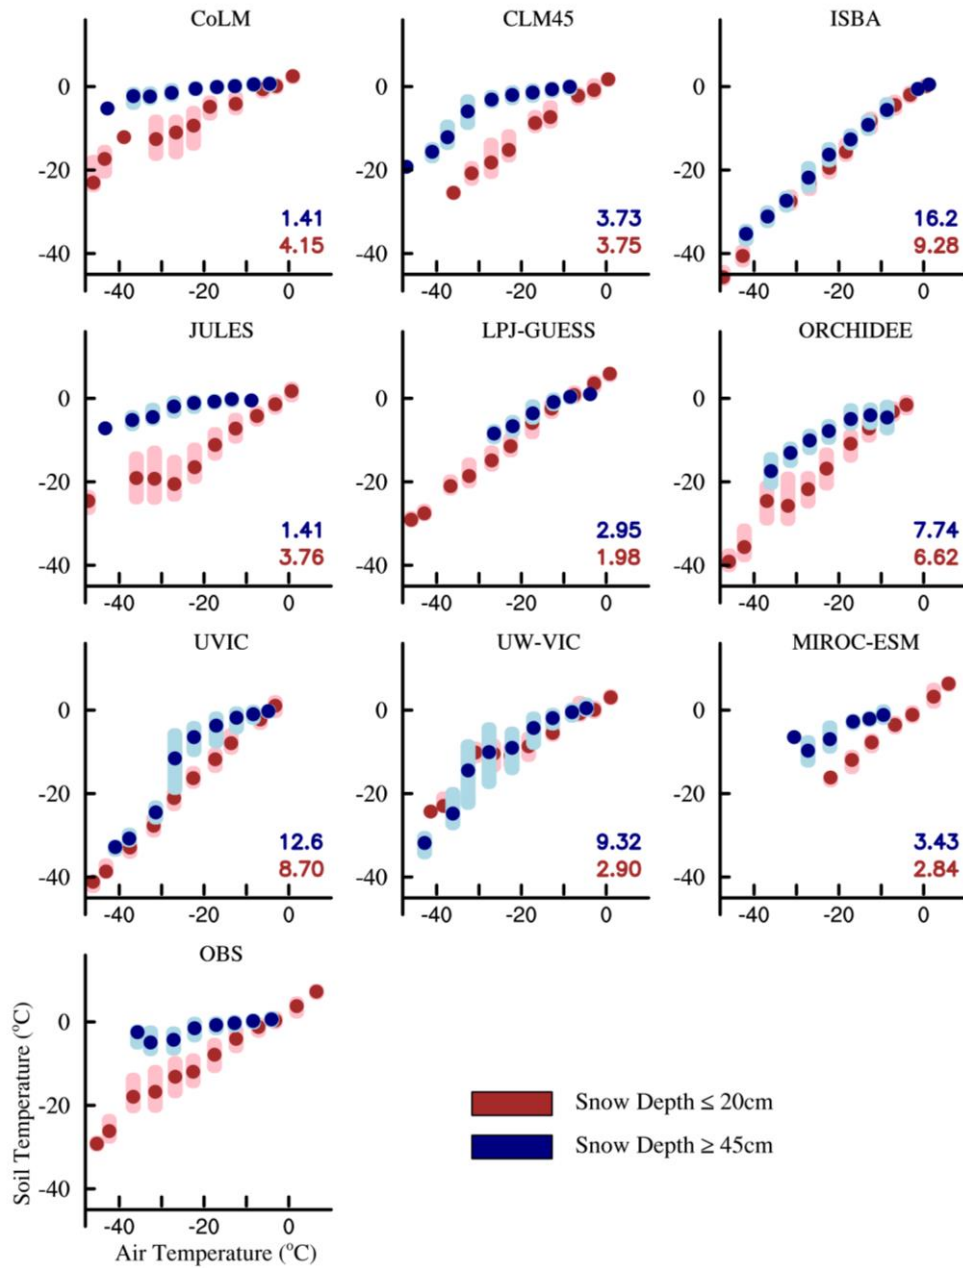 CoLM CLM45 ISBA
0 0 0
-20 -20 -20
1.41 3.73 16.2
-40 4.15 -40 3.75 -40 9.28
-40 -20 0 -40 -20 0 -40 -20 0
JULES LPJ-GUESS ORCHIDEE
0 0 0
-20 -20 -20
1.41 2.95 7.74
-40 3.76 -40 1.98 -40 6.62
-40 -20 0 -40 -20 0 -40 -20 0
UVIC UW-VIC MIROC-ESM
0 0 0
-20 -20 -20
12.6 9.32 3.43
-40 8.70 -40 2.90 -40 2.84
-40 -20 0 -40 -20 0 -40 -20 0
OBS
0
-20
-40
-40 -20 0
Soil Temperature (°C)
Air Temperature (°C)
Snow Depth ≤ 20cm
Snow Depth ≥ 45cm